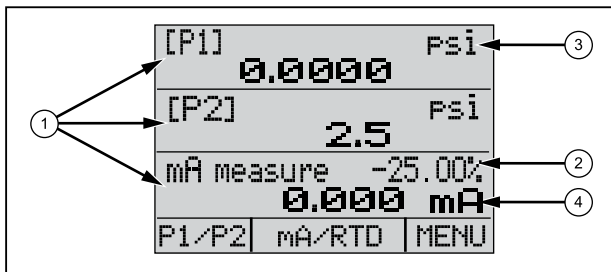 [P1] psi 3
0.0000
1
[P2] psi
2.5
mA measure -25.00% 2
0.000 mA 4
P1/P2 mA/RTD MENU